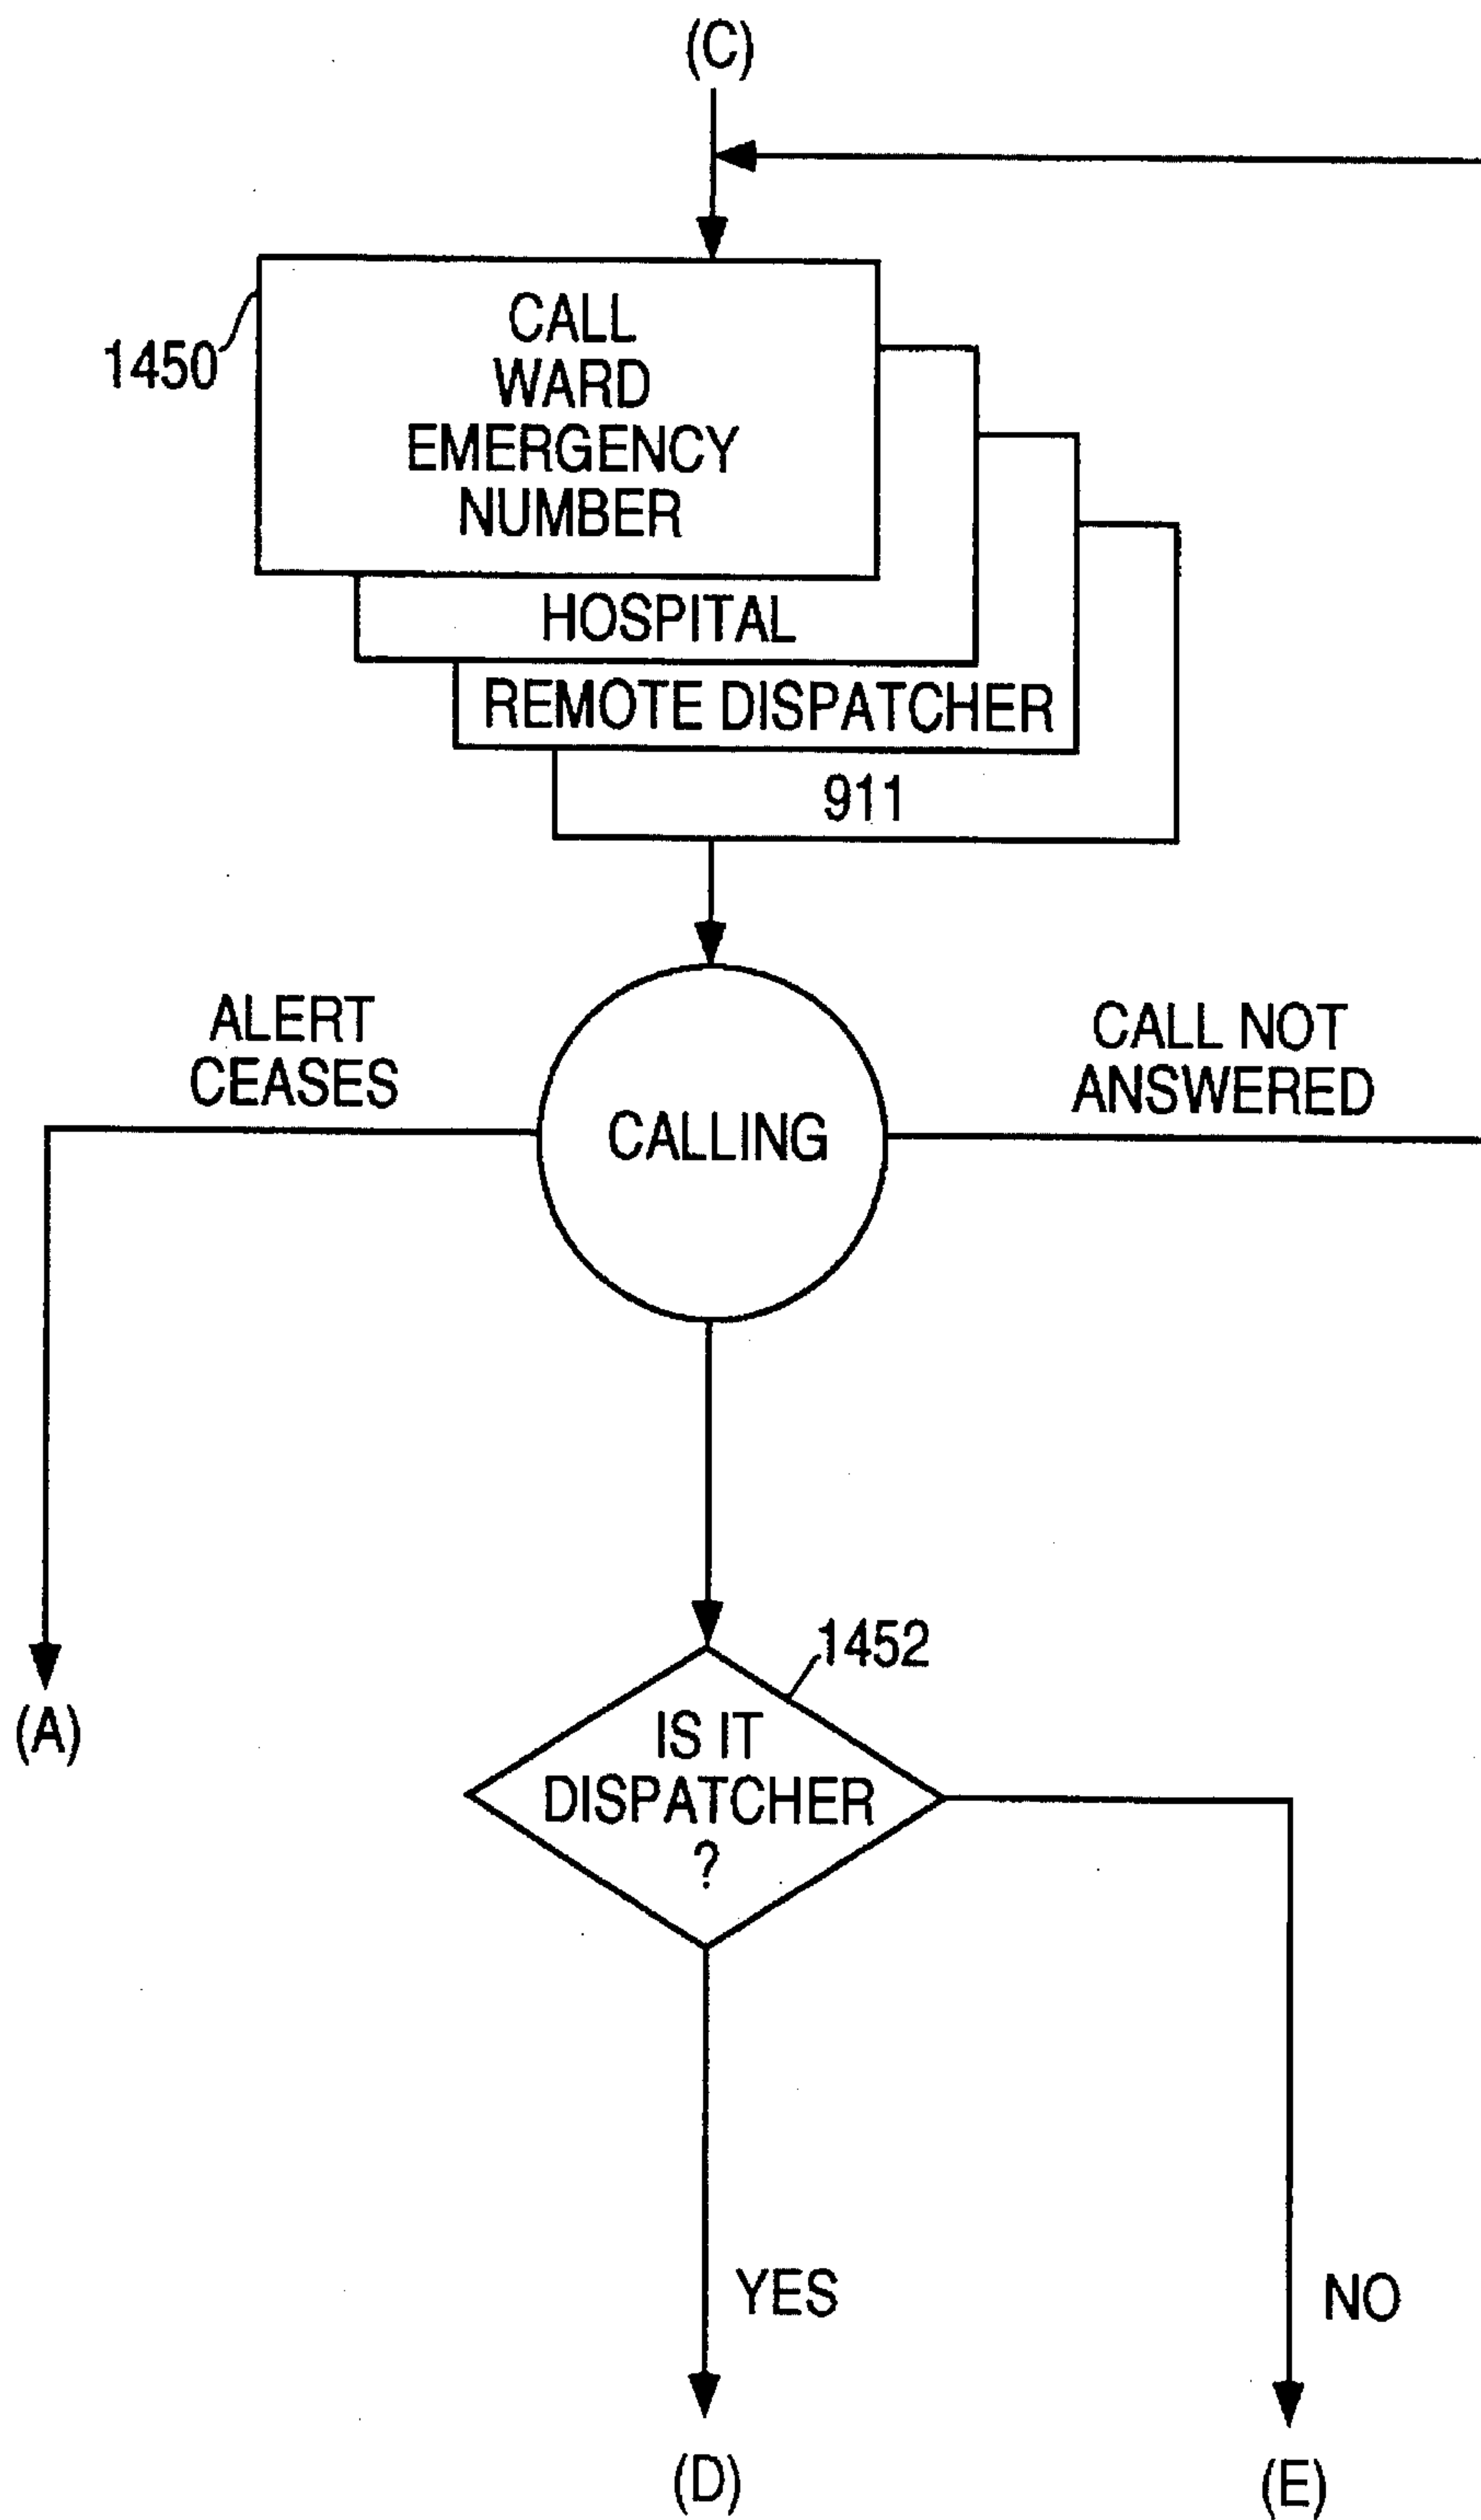 (C)
1450
CALL
WARD
EMERGENCY
NUMBER
HOSPITAL
REMOTE DISPATCHER
911
ALERT
CEASES
CALLING
CALL NOT
ANSWERED
1452
(A)
IS IT
DISPATCHER
?
YES
NO
(D)
(E)